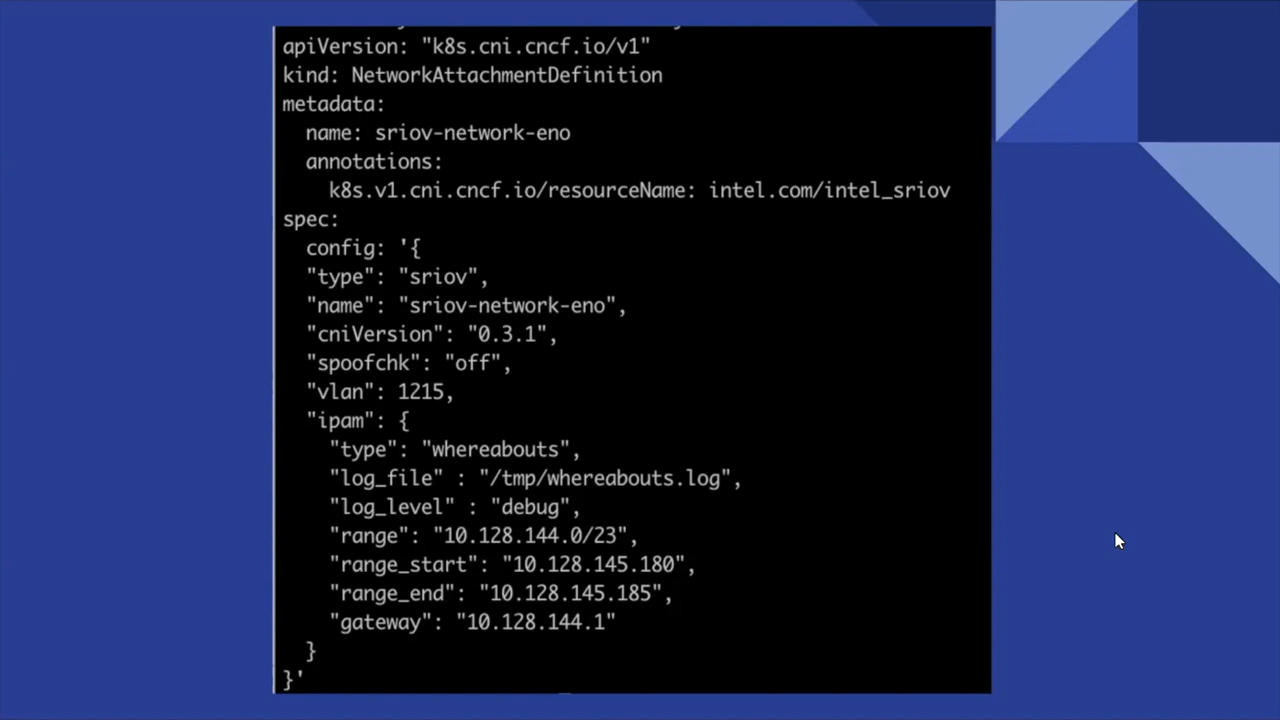 apiVersion: "k8s.cni.cncf.io/v1"
kind: NetworkAttachmentDefinition
metadata:
  name: sriov-network-eno
  annotations:
    k8s.v1.cni.cncf.io/resourceName: intel.com/intel_sriov
spec:
  config: '{
  "type": "sriov",
  "name": "sriov-network-eno",
  "cniVersion": "0.3.1",
  "spoofchk": "off",
  "vlan": 1215,
  "ipam": {
    "type": "whereabouts",
    "log_file" : "/tmp/whereabouts.log",
    "log_level" : "debug",
    "range": "10.128.144.0/23",
    "range_start": "10.128.145.180",
    "range_end": "10.128.145.185",
    "gateway": "10.128.144.1"
  }
}'